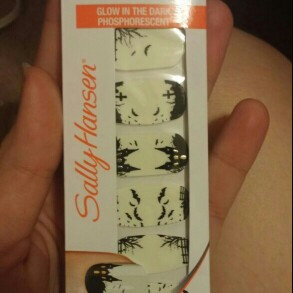 GLOW IN THE DARK
PHOSPHORESCENT
Sally Hansen®